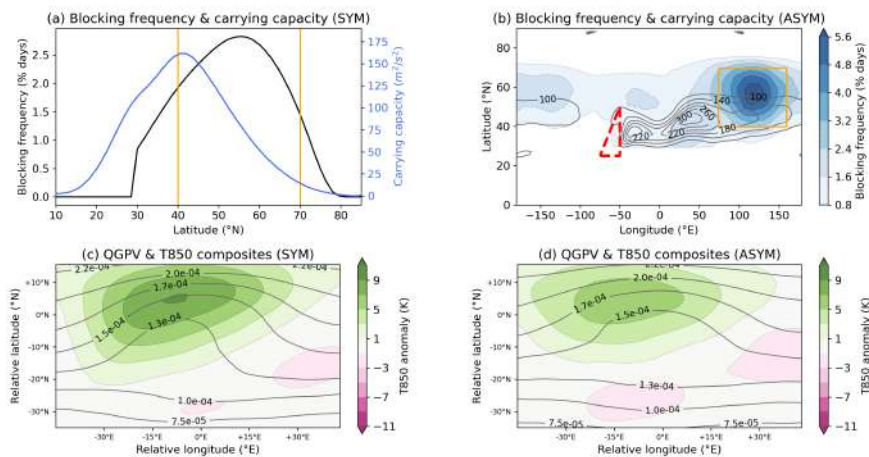 (a) Blocking frequency & carrying capacity (SYM)
Blocking frequency (% days)
2.5
2.0
1.5
1.0
0.5
0.0
10 20 30 40 50 60 70 80
Latitude (°N)
175
150
125
100
75
50
25
0
Carrying capacity (m²/s²)
(b) Blocking frequency & carrying capacity (ASYM)
Latitude (°N)
80
60
40
20
0
−150 −100 −50 0 50 100 150
Longitude (°E)
100
220
220
300
260
140
100
180
5.6
4.8
4.0
3.2
2.4
1.6
0.8
Blocking frequency (% days)
(c) QGPV & T850 composites (SYM)
Relative latitude (°N)
+10°N
0°N
-10°N
-20°N
-30°N
-30°E -15°E 0°E +15°E +30°E
Relative longitude (°E)
2.2e-04
2.0e-04
2.2e-04
1.7e-04
1.5e-04
1.3e-04
1.0e-04
7.5e-05
9
5
1
−3
−7
−11
T850 anomaly (K)
(d) QGPV & T850 composites (ASYM)
Relative latitude (°N)
+10°N
0°N
-10°N
-20°N
-30°N
-30°E -15°E 0°E +15°E +30°E
Relative longitude (°E)
2.0e-04
1.7e-04
1.5e-04
1.3e-04
1.0e-04
7.5e-05
7.5e-05
9
5
1
−3
−7
−11
T850 anomaly (K)